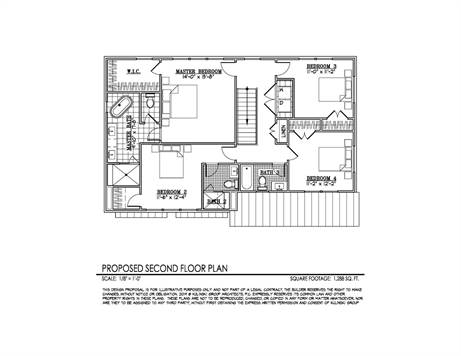 W.I.C.
MASTER BEDROOM
14'-0" X 15'-8"
BEDROOM 3
11'-0" X 11'-2"
W
D
MASTER BATH
LINEN
BATH 3
BEDROOM 4
11'-2" X 12'-2"
BEDROOM 2
11'-6" X 12'-4"
BATH 2
PROPOSED SECOND FLOOR PLAN
SCALE: 1/8" = 1'-0"
SQUARE FOOTAGE: 1,288 SQ. FT.
THIS DESIGN PROPOSAL IS FOR ILLUSTRATIVE PURPOSES ONLY AND NOT A PART OF A LEGAL CONTRACT. THE BUILDER RESERVES THE RIGHT TO MAKE
CHANGES, WITHOUT NOTICE OR OBLIGATION. 2019 © KULINSKI GROUP ARCHITECTS, P.C. EXPRESSLY RESERVES ITS COMMON LAW AND OTHER
PROPERTY RIGHTS IN THESE PLANS. THESE PLANS ARE NOT TO BE REPRODUCED, CHANGED, OR COPIED IN ANY FORM OR MATTER WHATSOEVER, NOR
ARE THEY TO BE ASSIGNED TO ANY THIRD PARTY, WITHOUT FIRST OBTAINING THE EXPRESS WRITTEN PERMISSION AND CONSENT OF KULINSKI GROUP